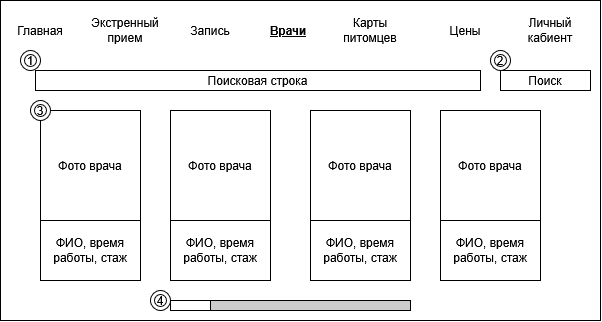 Главная Экстренный прием Запись Врачи Карты питомцев Цены Личный кабиент
1 2
Поисковая строка Поиск
3
Фото врача Фото врача Фото врача Фото врача
ФИО, время ФИО, время ФИО, время ФИО, время
работы, стаж работы, стаж работы, стаж работы, стаж
4